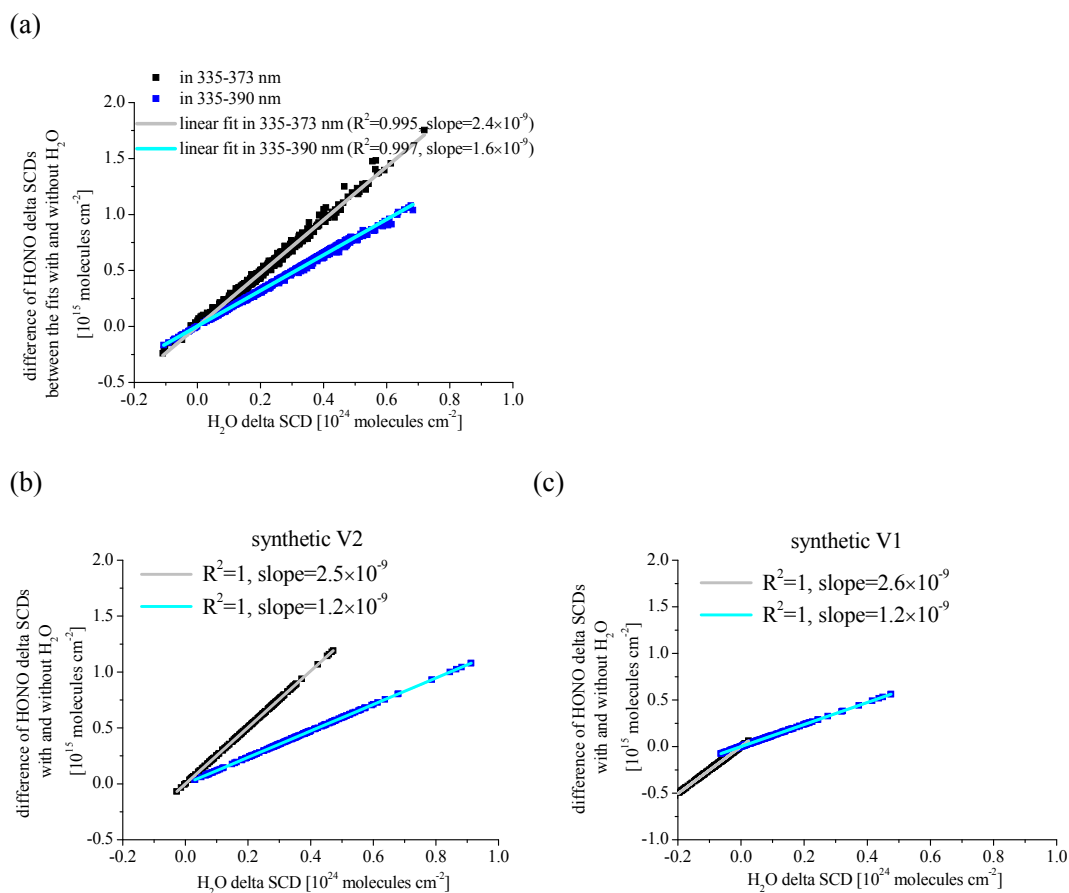 (a)
in 335-373 nm
in 335-390 nm
linear fit in 335-373 nm (R²=0.995, slope=2.4×10⁻⁹)
linear fit in 335-390 nm (R²=0.997, slope=1.6×10⁻⁹)
difference of HONO delta SCDs
between the fits with and without H₂O
[10¹⁵ molecules cm⁻²]
2.0
1.5
1.0
0.5
0.0
-0.5
-0.2 0.0 0.2 0.4 0.6 0.8 1.0
H₂O delta SCD [10²⁴ molecules cm⁻²]
(b)
synthetic V2
R²=1, slope=2.5×10⁻⁹
R²=1, slope=1.2×10⁻⁹
difference of HONO delta SCDs
with and without H₂O
[10¹⁵ molecules cm⁻²]
2.0
1.5
1.0
0.5
0.0
-0.5
-0.2 0.0 0.2 0.4 0.6 0.8 1.0
H₂O delta SCD [10²⁴ molecules cm⁻²]
(c)
synthetic V1
R²=1, slope=2.6×10⁻⁹
R²=1, slope=1.2×10⁻⁹
difference of HONO delta SCDs
with and without H₂O
[10¹⁵ molecules cm⁻²]
2.0
1.5
1.0
0.5
0.0
-0.5
-1.0
-0.2 0.0 0.2 0.4 0.6 0.8 1.0
H₂O delta SCD [10²⁴ molecules cm⁻²]